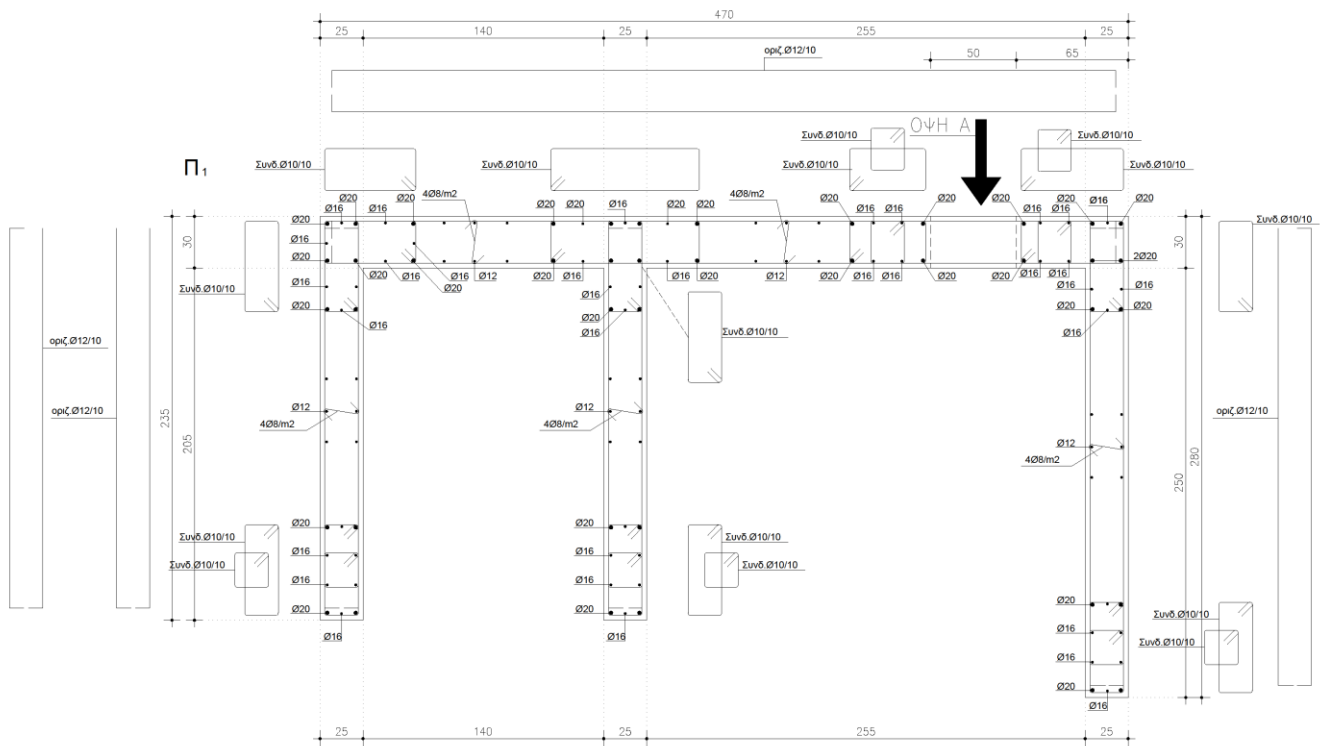 470
25 140 25 255 25
οριζ.Ø12/10
50 65
ΟΨΗ Α
Συνδ.Ø10/10 Συνδ.Ø10/10
Π1
Συνδ.Ø10/10 Συνδ.Ø10/10 Συνδ.Ø10/10 Συνδ.Ø10/10
4Ø8/m2 4Ø8/m2
Ø20 Ø16 Ø20 Ø20 Ø20 Ø20 Ø20 Ø20 Ø20
Ø16 Ø16 Ø16 Ø16 Ø16 Ø16 Ø16 Ø16 Ø16 Ø16
Ø20 Ø20 Ø20 Συνδ.Ø10/10
30 Ø16 30
Ø20 2Ø20
Ø20 Ø16 Ø16 Ø12 Ø20 Ø16 Ø16 Ø20 Ø12 Ø20 Ø16 Ø16 Ø20 Ø20 Ø16 Ø16
Ø20
Συνδ.Ø10/10 Ø16 Ø16 Ø16 Ø16
Ø20 Ø20 Ø20 Ø20
Ø16 Ø16 Συνδ.Ø10/10 Ø16
οριζ.Ø12/10
οριζ.Ø12/10 Ø12 Ø12 οριζ.Ø12/10
4Ø8/m2 4Ø8/m2
235 205 Ø12 250 280
4Ø8/m2
Ø20 Ø20
Συνδ.Ø10/10 Συνδ.Ø10/10
Ø16 Ø16
Συνδ.Ø10/10 Συνδ.Ø10/10
Ø16 Ø16
Ø20 Ø20 Ø20
Συνδ.Ø10/10
Ø16 Ø16 Ø16
Συνδ.Ø10/10
Ø16
Ø20
Ø16
25 140 25 255 25